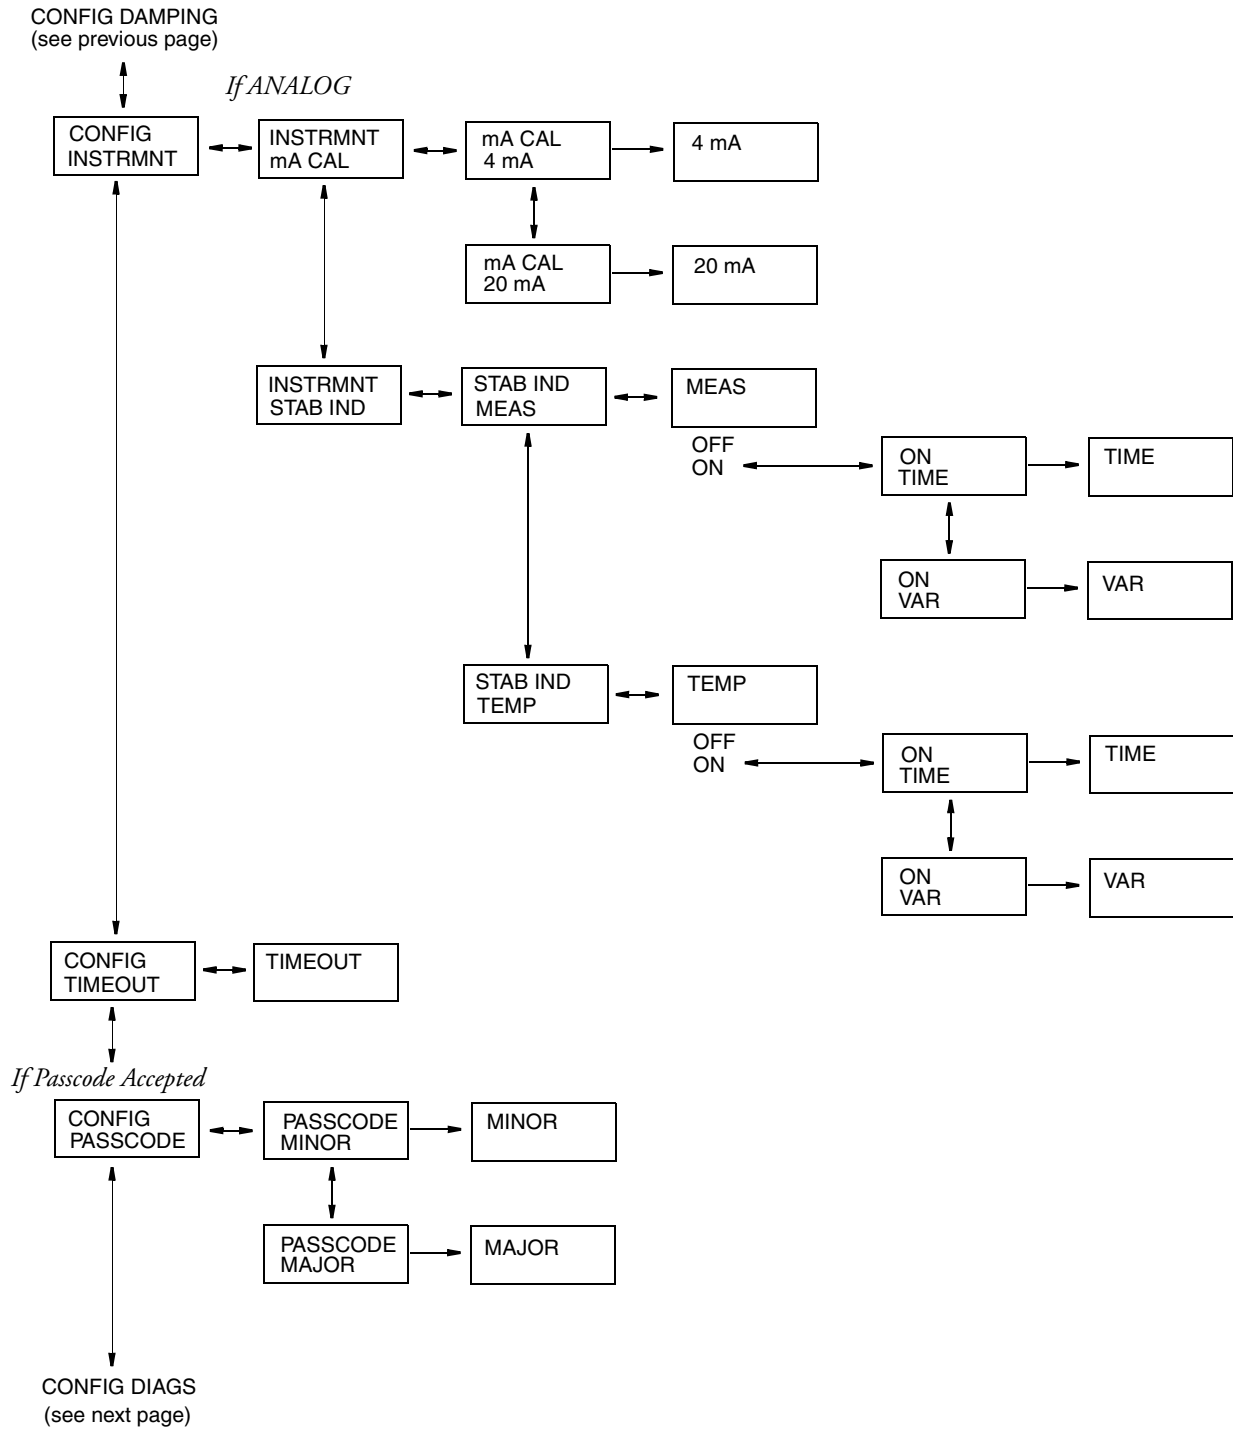 CONFIG DAMPING
(see previous page)
If ANALOG
CONFIG
INSTRMNT
INSTRMNT
mA CAL
mA CAL
4 mA
4 mA
mA CAL
20 mA
20 mA
INSTRMNT
STAB IND
STAB IND
MEAS
MEAS
OFF
ON
ON
TIME
TIME
ON
VAR
VAR
STAB IND
TEMP
TEMP
OFF
ON
ON
TIME
TIME
ON
VAR
VAR
CONFIG
TIMEOUT
TIMEOUT
If Passcode Accepted
CONFIG
PASSCODE
PASSCODE
MINOR
MINOR
PASSCODE
MAJOR
MAJOR
CONFIG DIAGS
(see next page)